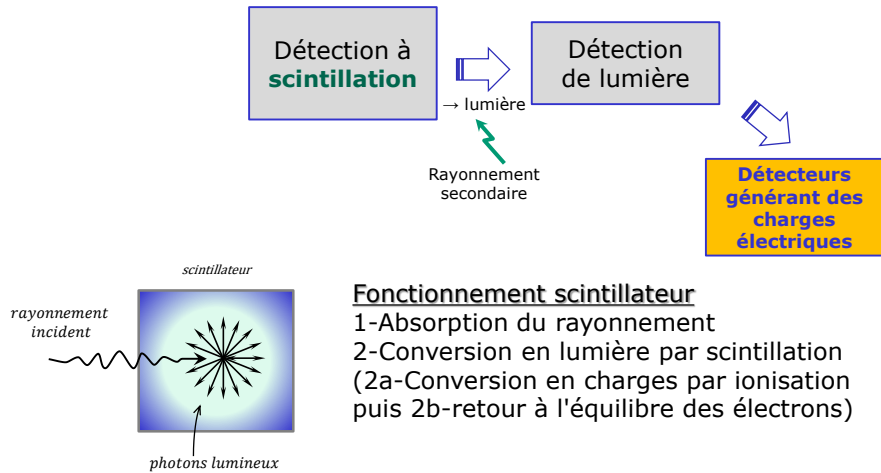 Détection à
scintillation
→ lumière
Détection
de lumière
Rayonnement
secondaire
Détecteurs
générant des
charges
électriques
scintillateur
rayonnement
incident
photons lumineux
Fonctionnement scintillateur
1-Absorption du rayonnement
2-Conversion en lumière par scintillation
(2a-Conversion en charges par ionisation
puis 2b-retour à l'équilibre des électrons)